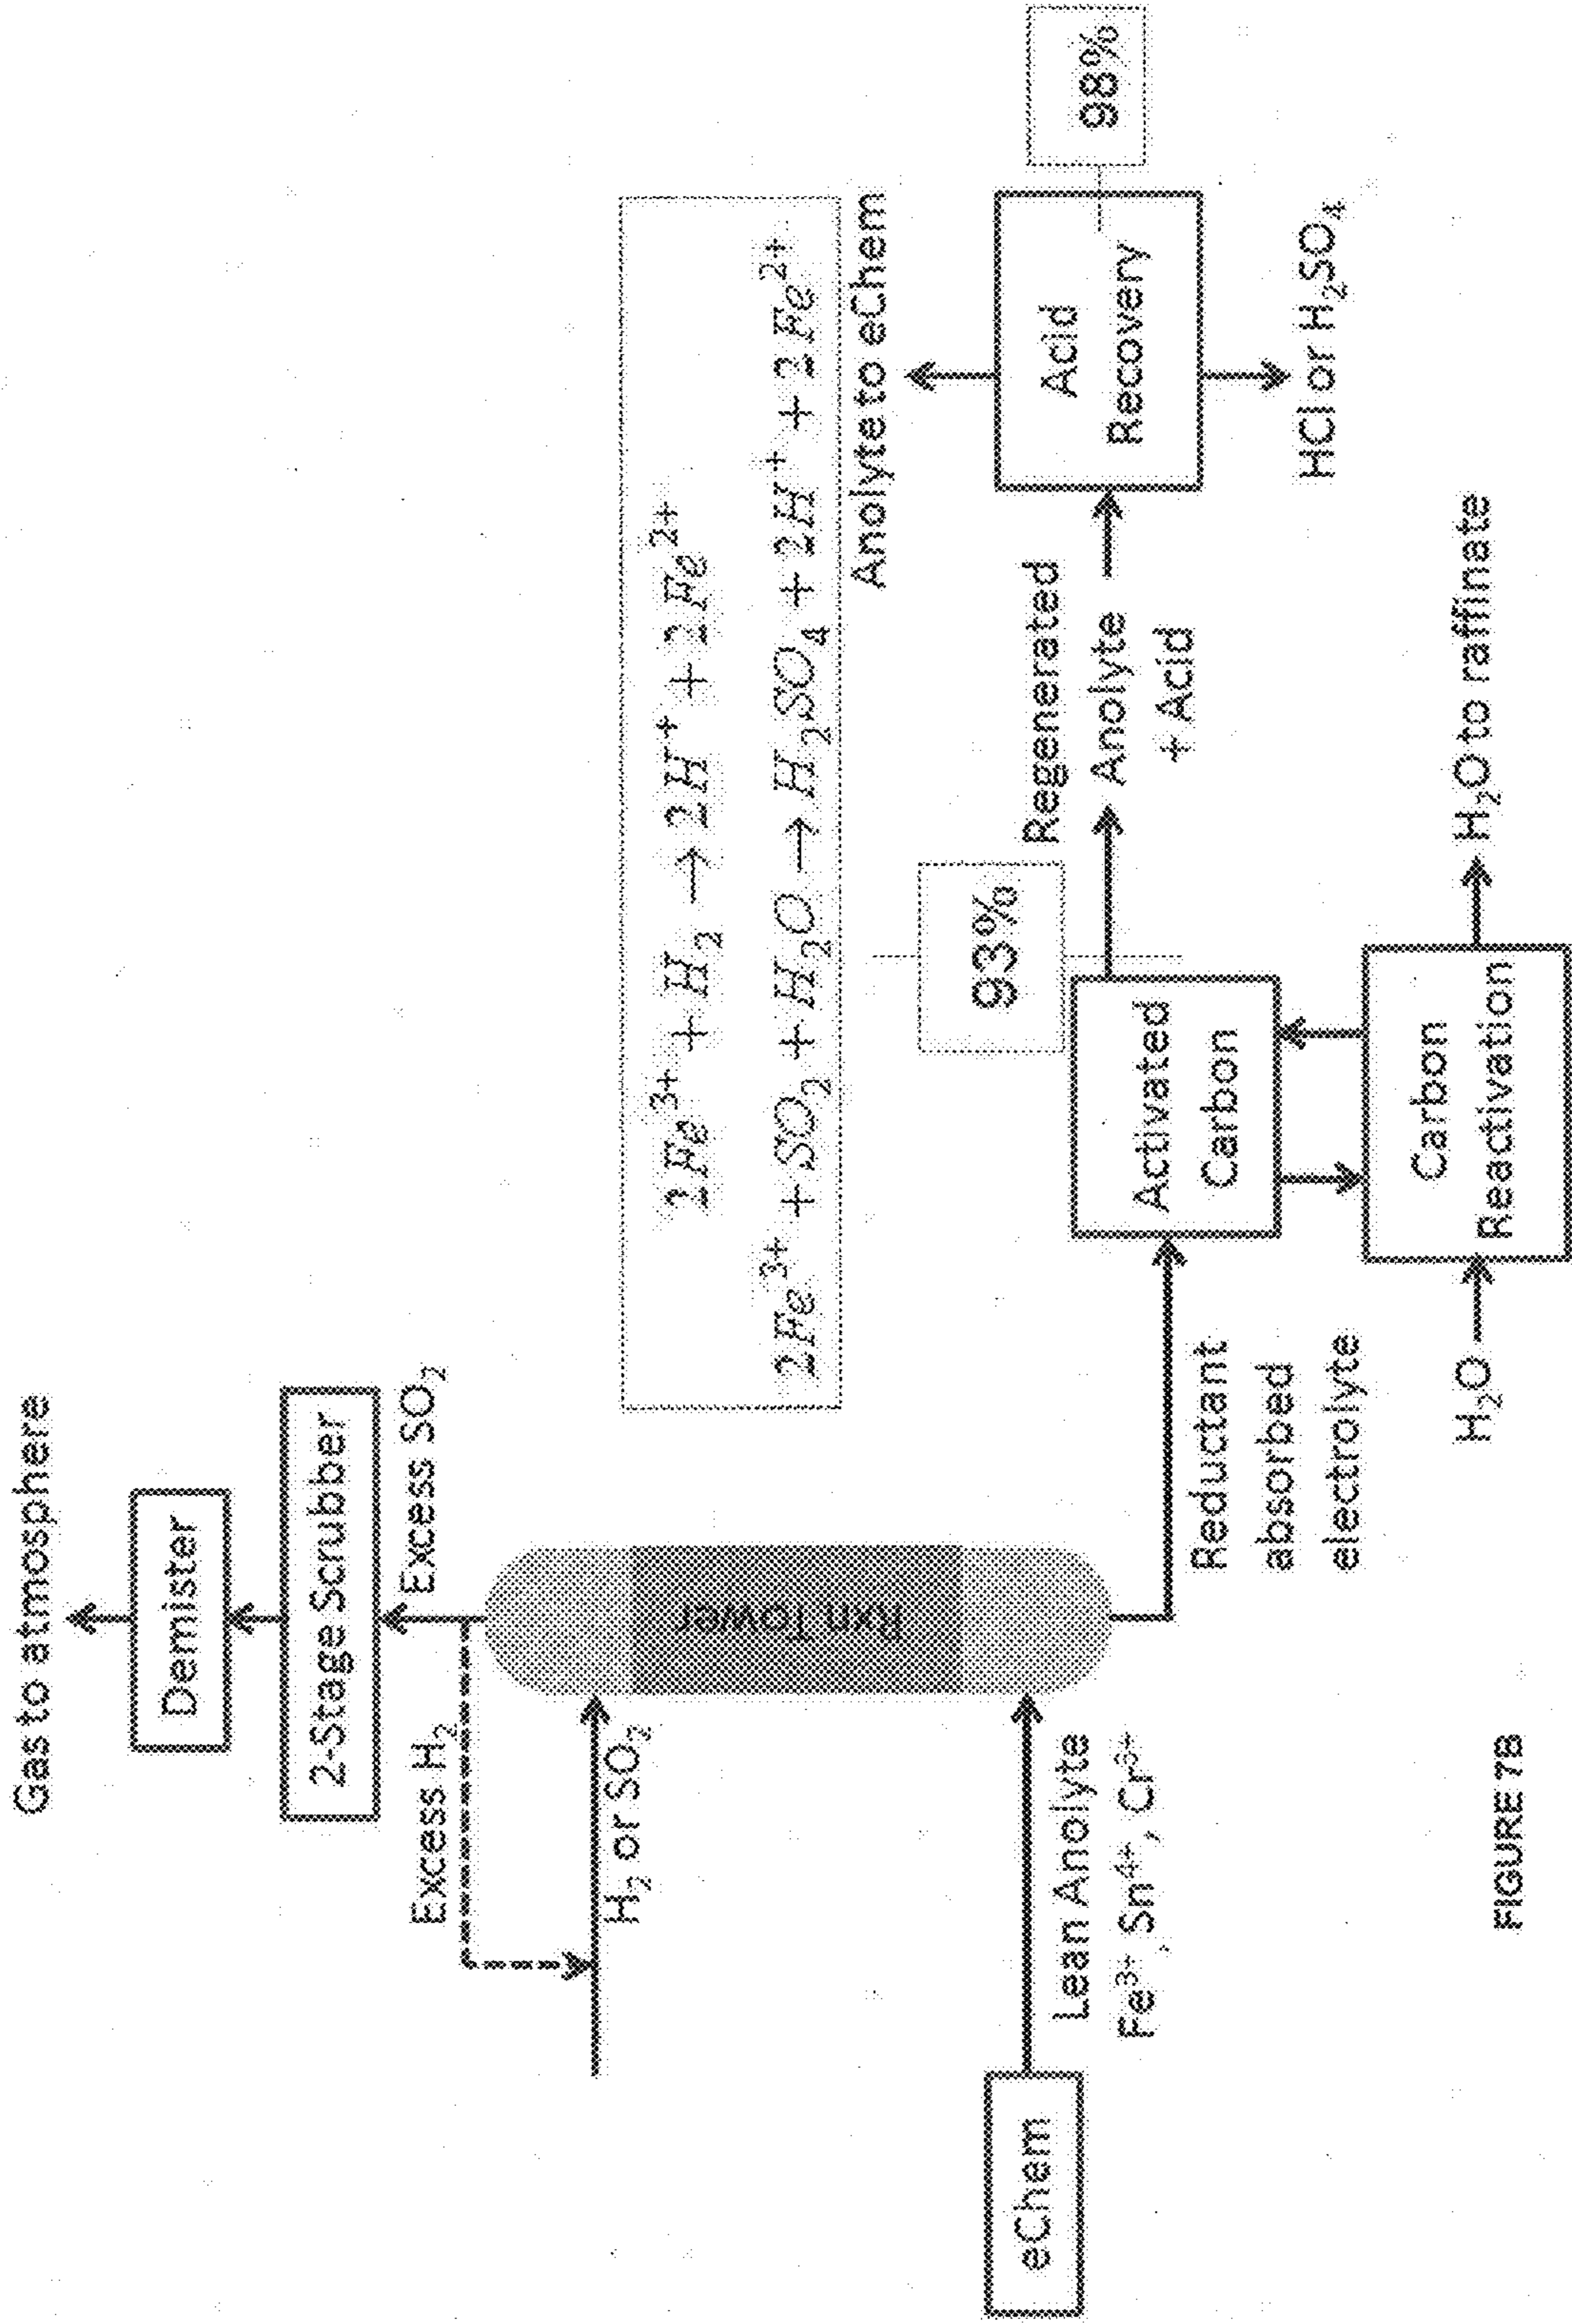 Gas to atmosphere
Demister
2-Stage Scrubber
Excess H₂
Excess SO₂
H₂ or SO₂
Rxn Tower
2Fe³⁺ + H₂ → 2H⁺ + 2Fe²⁺
2Fe³⁺ + SO₂ + H₂O → H₂SO₄ + 2H⁺ + 2Fe²⁺
Anolyte to eChem
eChem
Lean Anolyte
Fe³⁺, Sn⁴⁺, Cr⁶⁺
Reductant
absorbed
electrolyte
93%
Activated
Carbon
Regenerated
Anolyte
+ Acid
Acid
Recovery
98%
HCl or H₂SO₄
H₂O
Carbon
Reactivation
H₂O to raffinate
FIGURE 7B